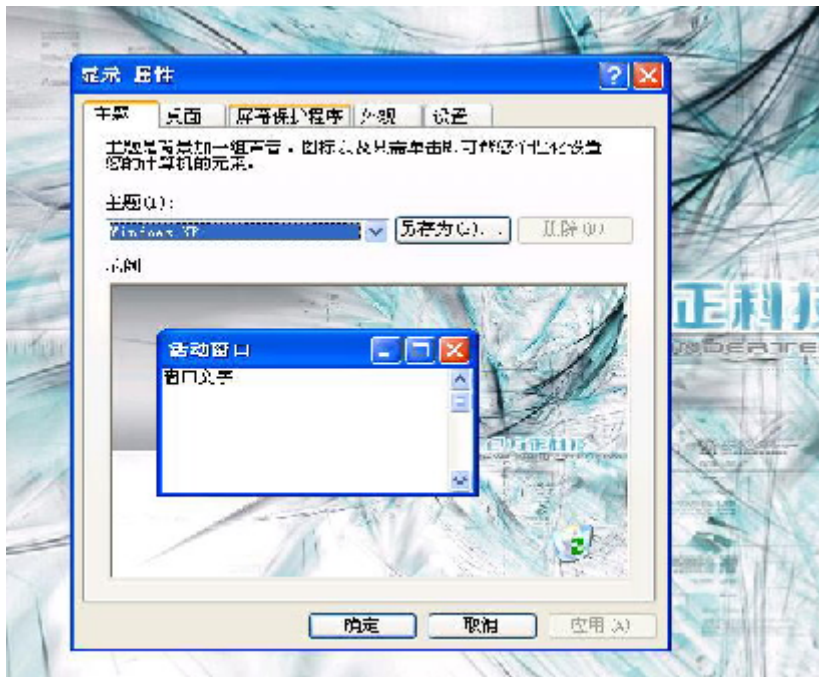 显示 属性
主题
桌面
屏幕保护程序
外观
设置
主题是背景加一组声音，图标以及只需单击即可帮您个性化设置
您的计算机的元素。
主题(T):
Windows XP
另存为(S)...
删除(D)
示例
活动窗口
窗口文字
正科技
确定
取消
应用(A)